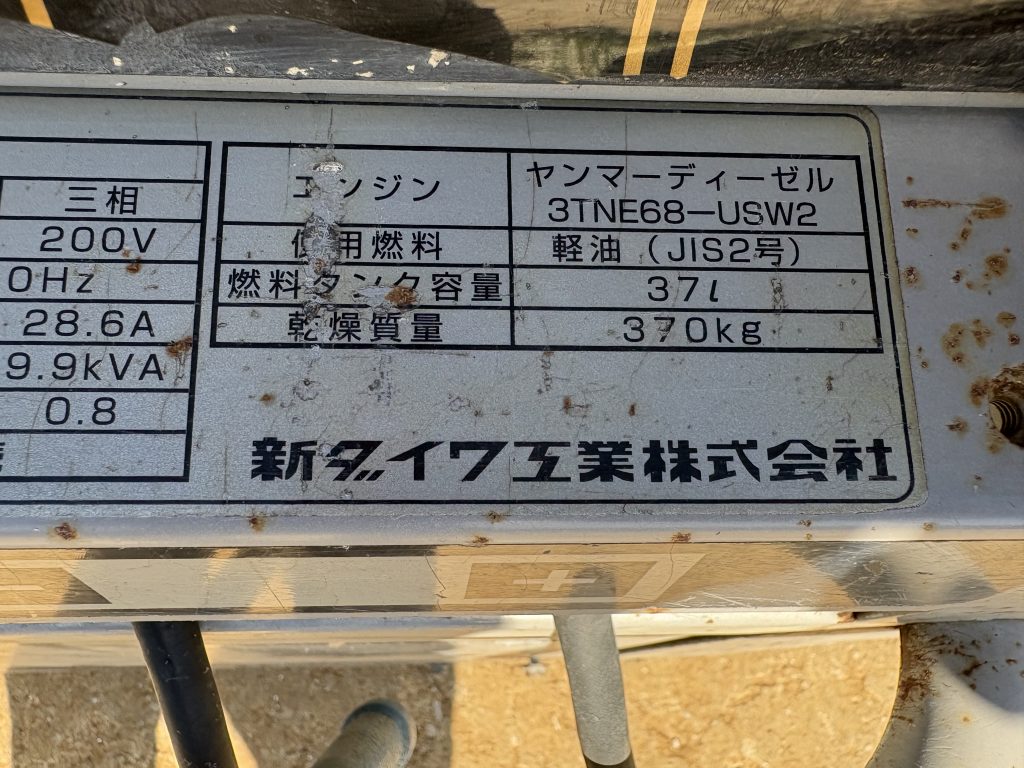 三相
200V
0Hz
28.6A
9.9kVA
0.8
エンジン ヤンマーディーゼル
3TNE68-USW2
使用燃料 軽油(JIS2号)
燃料タンク容量 37ℓ
乾燥質量 370kg
新ダイワ工業株式会社